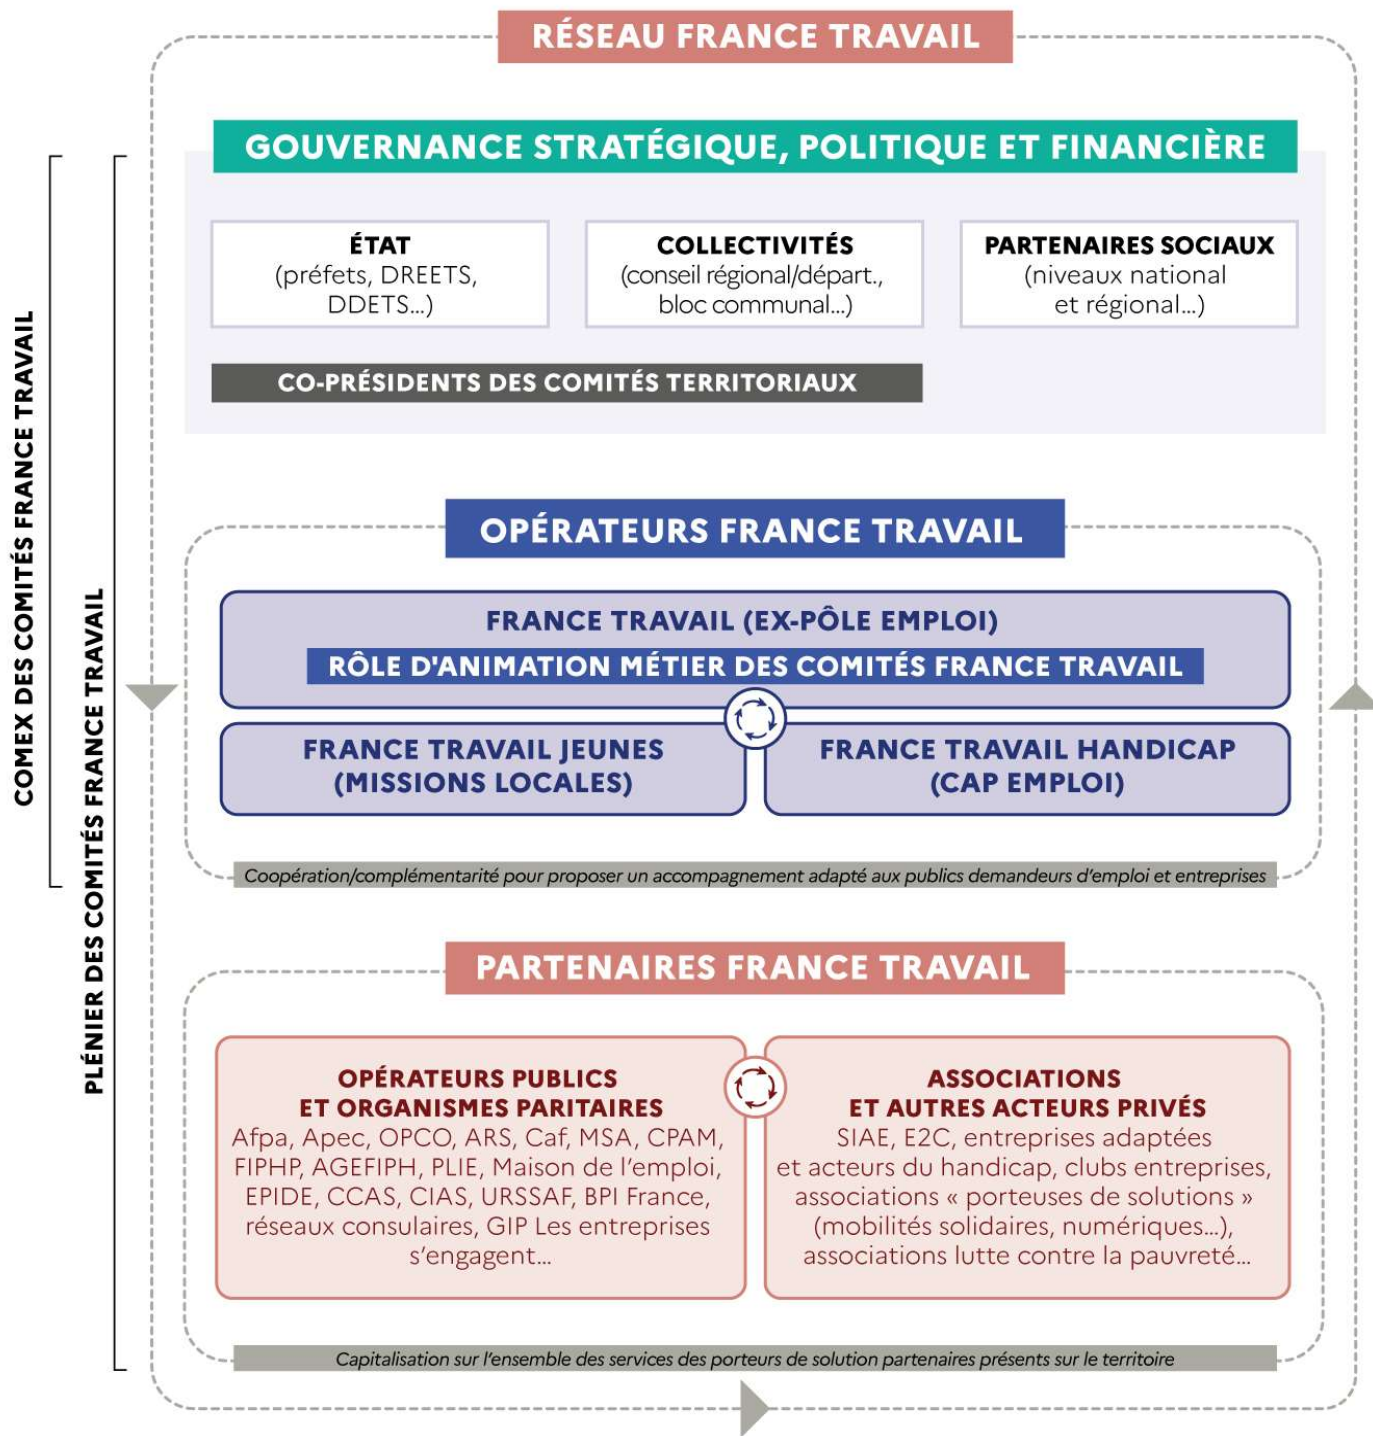 RÉSEAU FRANCE TRAVAIL
GOUVERNANCE STRATÉGIQUE, POLITIQUE ET FINANCIÈRE
ÉTAT
(préfets, DREETS,
DDETS...)
COLLECTIVITÉS
(conseil régional/départ.,
bloc communal...)
PARTENAIRES SOCIAUX
(niveaux national
et régional...)
CO-PRÉSIDENTS DES COMITÉS TERRITORIAUX
COMEX DES COMITÉS FRANCE TRAVAIL
PLÉNIER DES COMITÉS FRANCE TRAVAIL
OPÉRATEURS FRANCE TRAVAIL
FRANCE TRAVAIL (EX-PÔLE EMPLOI)
RÔLE D'ANIMATION MÉTIER DES COMITÉS FRANCE TRAVAIL
FRANCE TRAVAIL JEUNES
(MISSIONS LOCALES)
FRANCE TRAVAIL HANDICAP
(CAP EMPLOI)
Coopération/complémentarité pour proposer un accompagnement adapté aux publics demandeurs d’emploi et entreprises
PARTENAIRES FRANCE TRAVAIL
OPÉRATEURS PUBLICS
ET ORGANISMES PARITAIRES
Afpa, Apec, OPCO, ARS, Caf, MSA, CPAM,
FIPHP, AGEFIPH, PLIE, Maison de l’emploi,
EPIDE, CCAS, CIAS, URSSAF, BPI France,
réseaux consulaires, GIP Les entreprises
s’engagent...
ASSOCIATIONS
ET AUTRES ACTEURS PRIVÉS
SIAE, E2C, entreprises adaptées
et acteurs du handicap, clubs entreprises,
associations « porteuses de solutions »
(mobilités solidaires, numériques...),
associations lutte contre la pauvreté...
Capitalisation sur l’ensemble des services des porteurs de solution partenaires présents sur le territoire